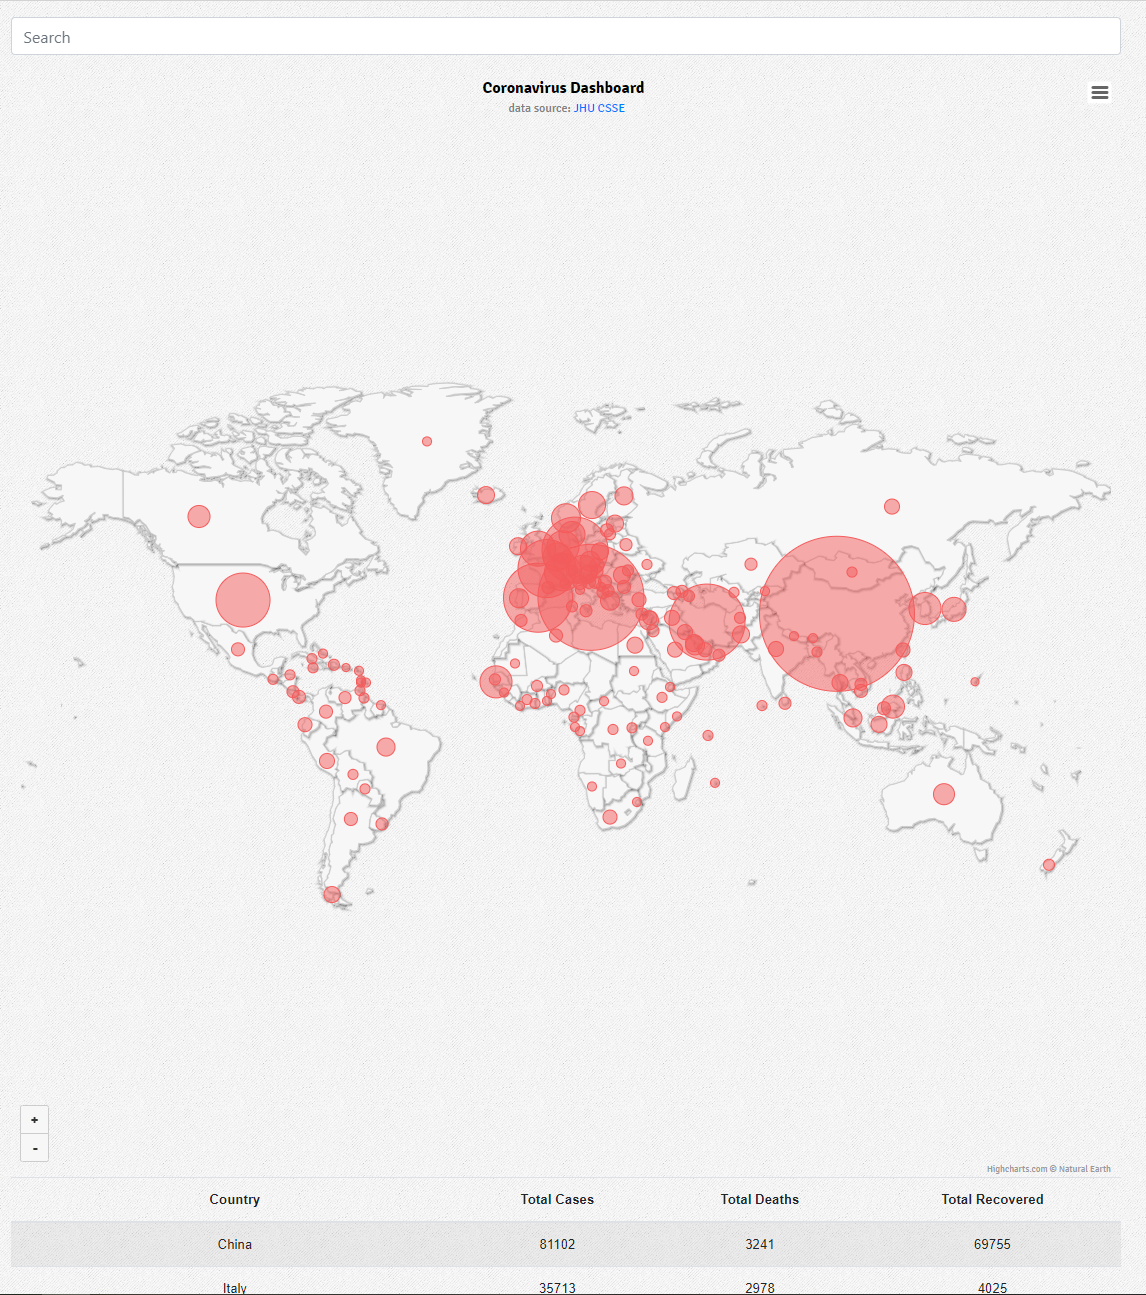 Search
Coronavirus Dashboard
data source: JHU CSSE
+
-
Highcharts.com © Natural Earth
Country Total Cases Total Deaths Total Recovered
China 81102 3241 69755
Italy 35713 2978 4025